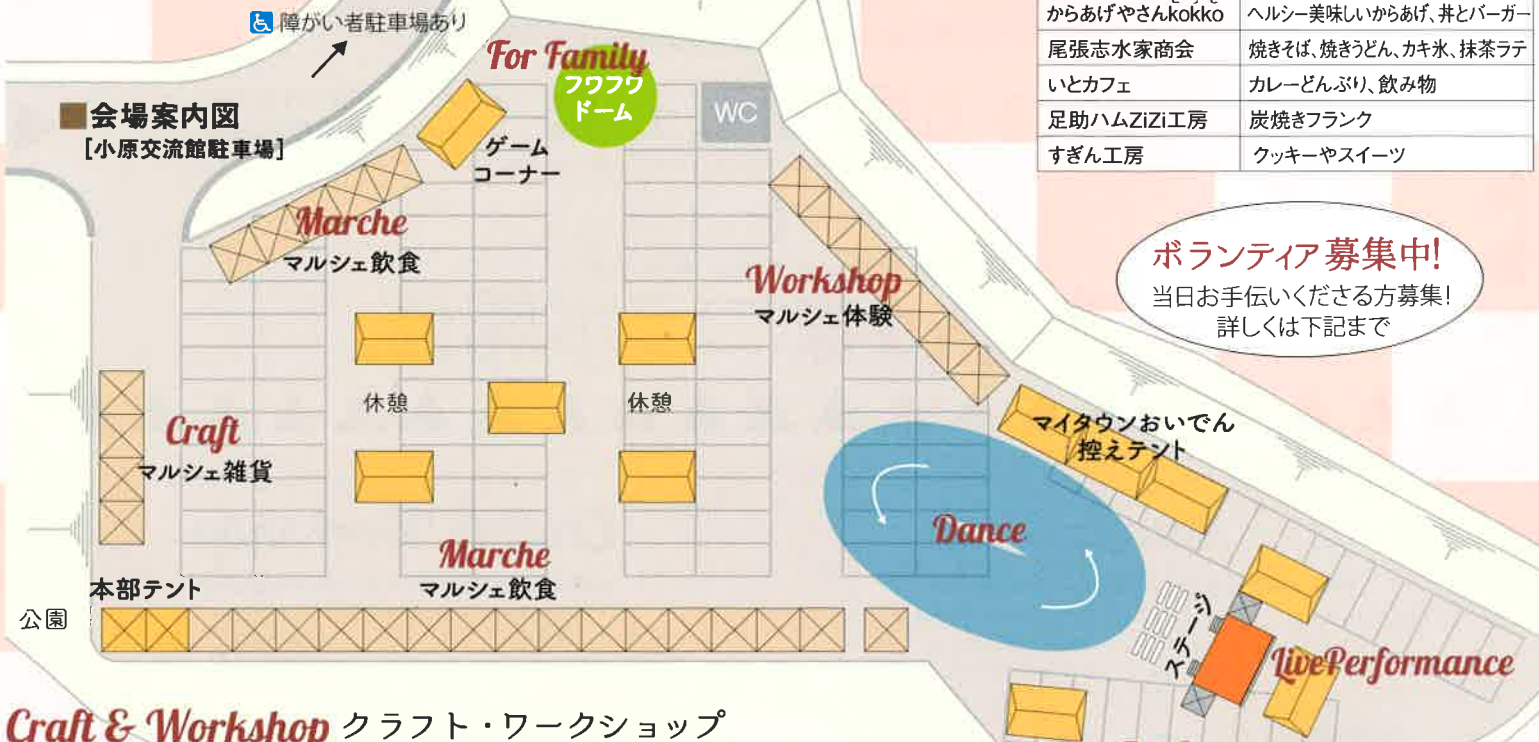 障がい者駐車場あり
からあげやさんkokko ヘルシー美味しいからあげ、丼とバーガー
尾張志水家商会 焼きそば、焼きうどん、カキ氷、抹茶ラテ
いとカフェ カレーどんぶり、飲み物
足助ハムZiZi工房 炭焼きフランク
すぎん工房 クッキーやスイーツ
■会場案内図
[小原交流館駐車場]
For Family
フワフワ
ドーム
WC
ゲーム
コーナー
Marche
マルシェ飲食
Workshop
マルシェ体験
ボランティア募集中!
当日お手伝いくださる方募集!
詳しくは下記まで
休憩
休憩
Craft
マルシェ雑貨
マイタウンおいでん
控えテント
Dance
Marche
マルシェ飲食
本部テント
公園
ステージ
LivePerformance
Craft & Workshop クラフト・ワークショップ